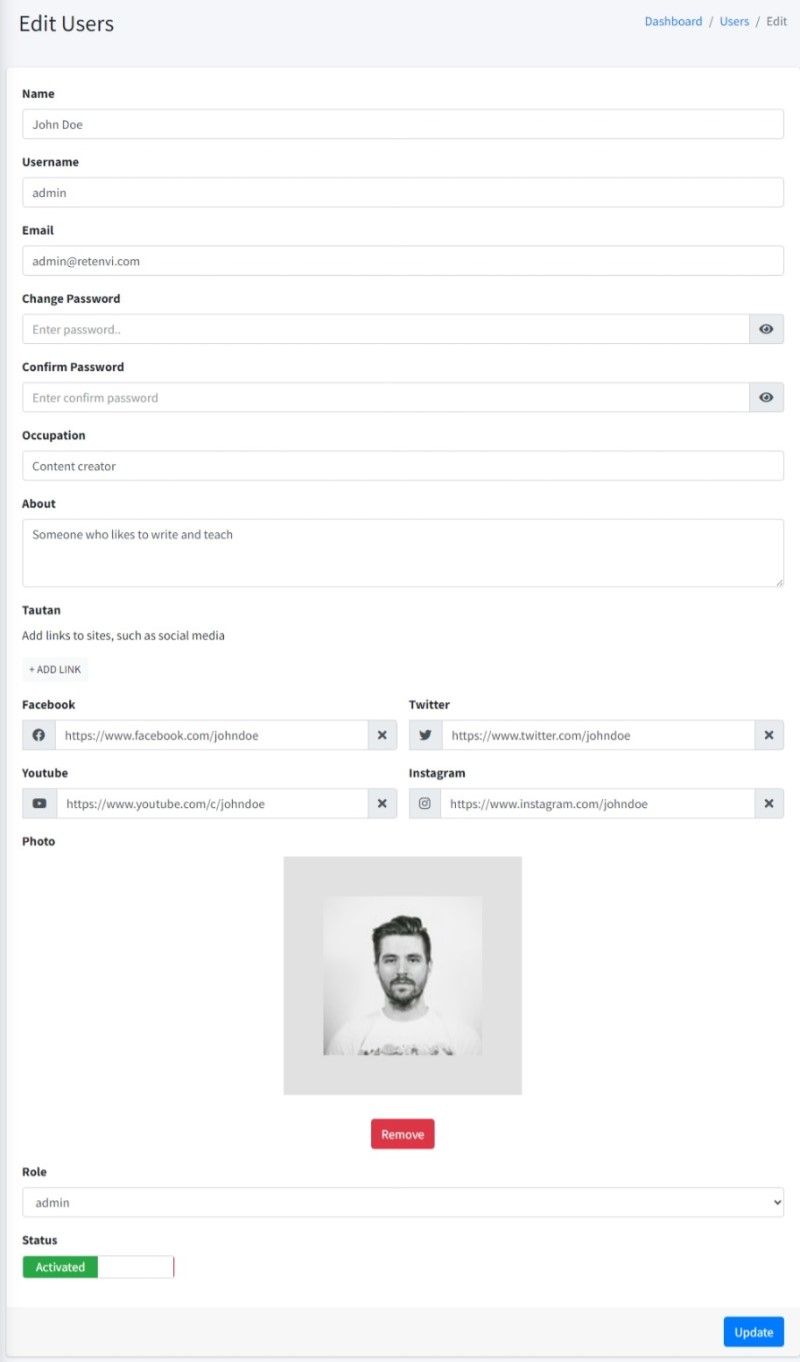 Edit Users
Dashboard / Users / Edit
Name
John Doe
Username
admin
Email
admin@retenvi.com
Change Password
Enter password..
Confirm Password
Enter confirm password
Occupation
Content creator
About
Someone who likes to write and teach
Tautan
Add links to sites, such as social media
+ ADD LINK
Facebook
https://www.facebook.com/johndoe
Twitter
https://www.twitter.com/johndoe
Youtube
https://www.youtube.com/c/johndoe
Instagram
https://www.instagram.com/johndoe
Photo
Remove
Role
admin
Status
Activated
Update